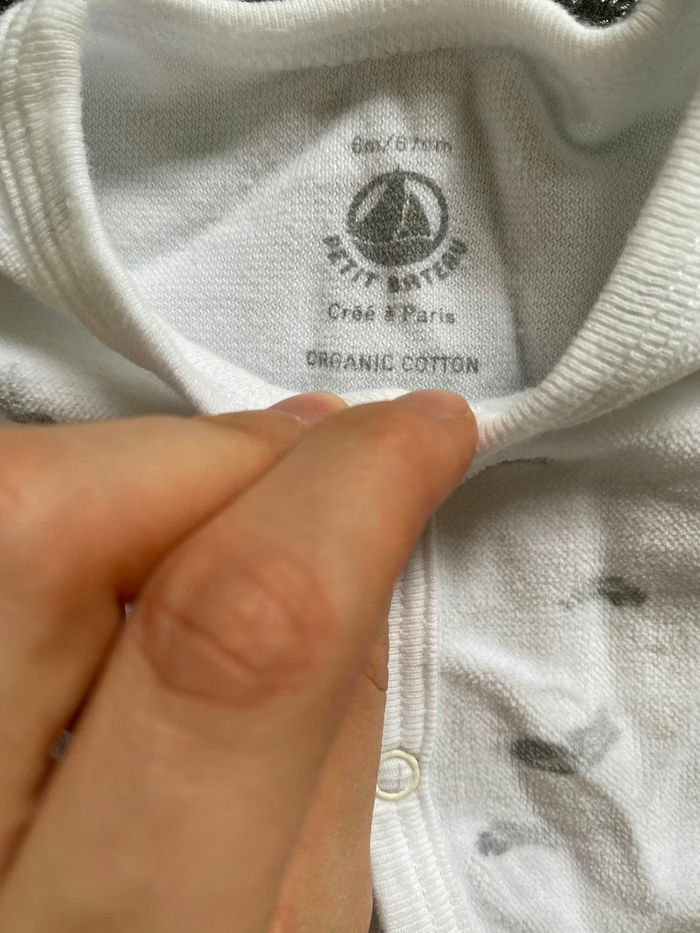 6m/67cm
PETIT BATEAU
Créé à Paris
ORGANIC COTTON